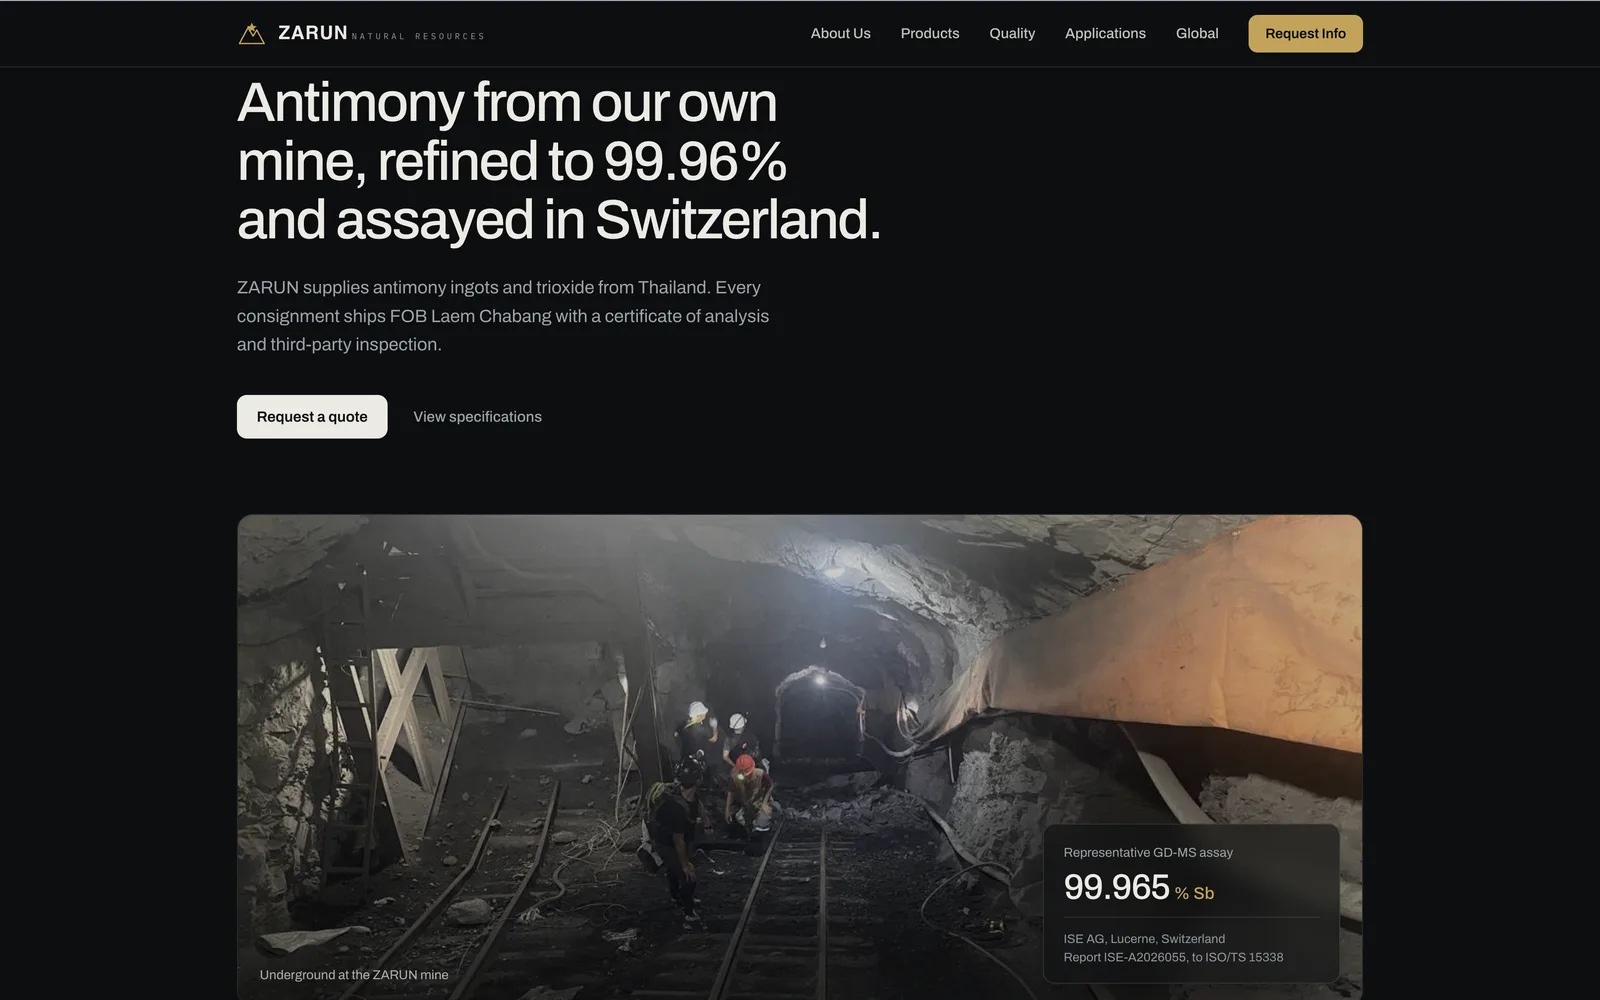 ZARUN NATURAL RESOURCES
About Us
Products
Quality
Applications
Global
Request Info
Antimony from our own
mine, refined to 99.96%
and assayed in Switzerland.
ZARUN supplies antimony ingots and trioxide from Thailand. Every
consignment ships FOB Laem Chabang with a certificate of analysis
and third-party inspection.
Request a quote
View specifications
Representative GD-MS assay
99.965 % Sb
ISE AG, Lucerne, Switzerland
Report ISE-A2026055, to ISO/TS 15338
Underground at the ZARUN mine